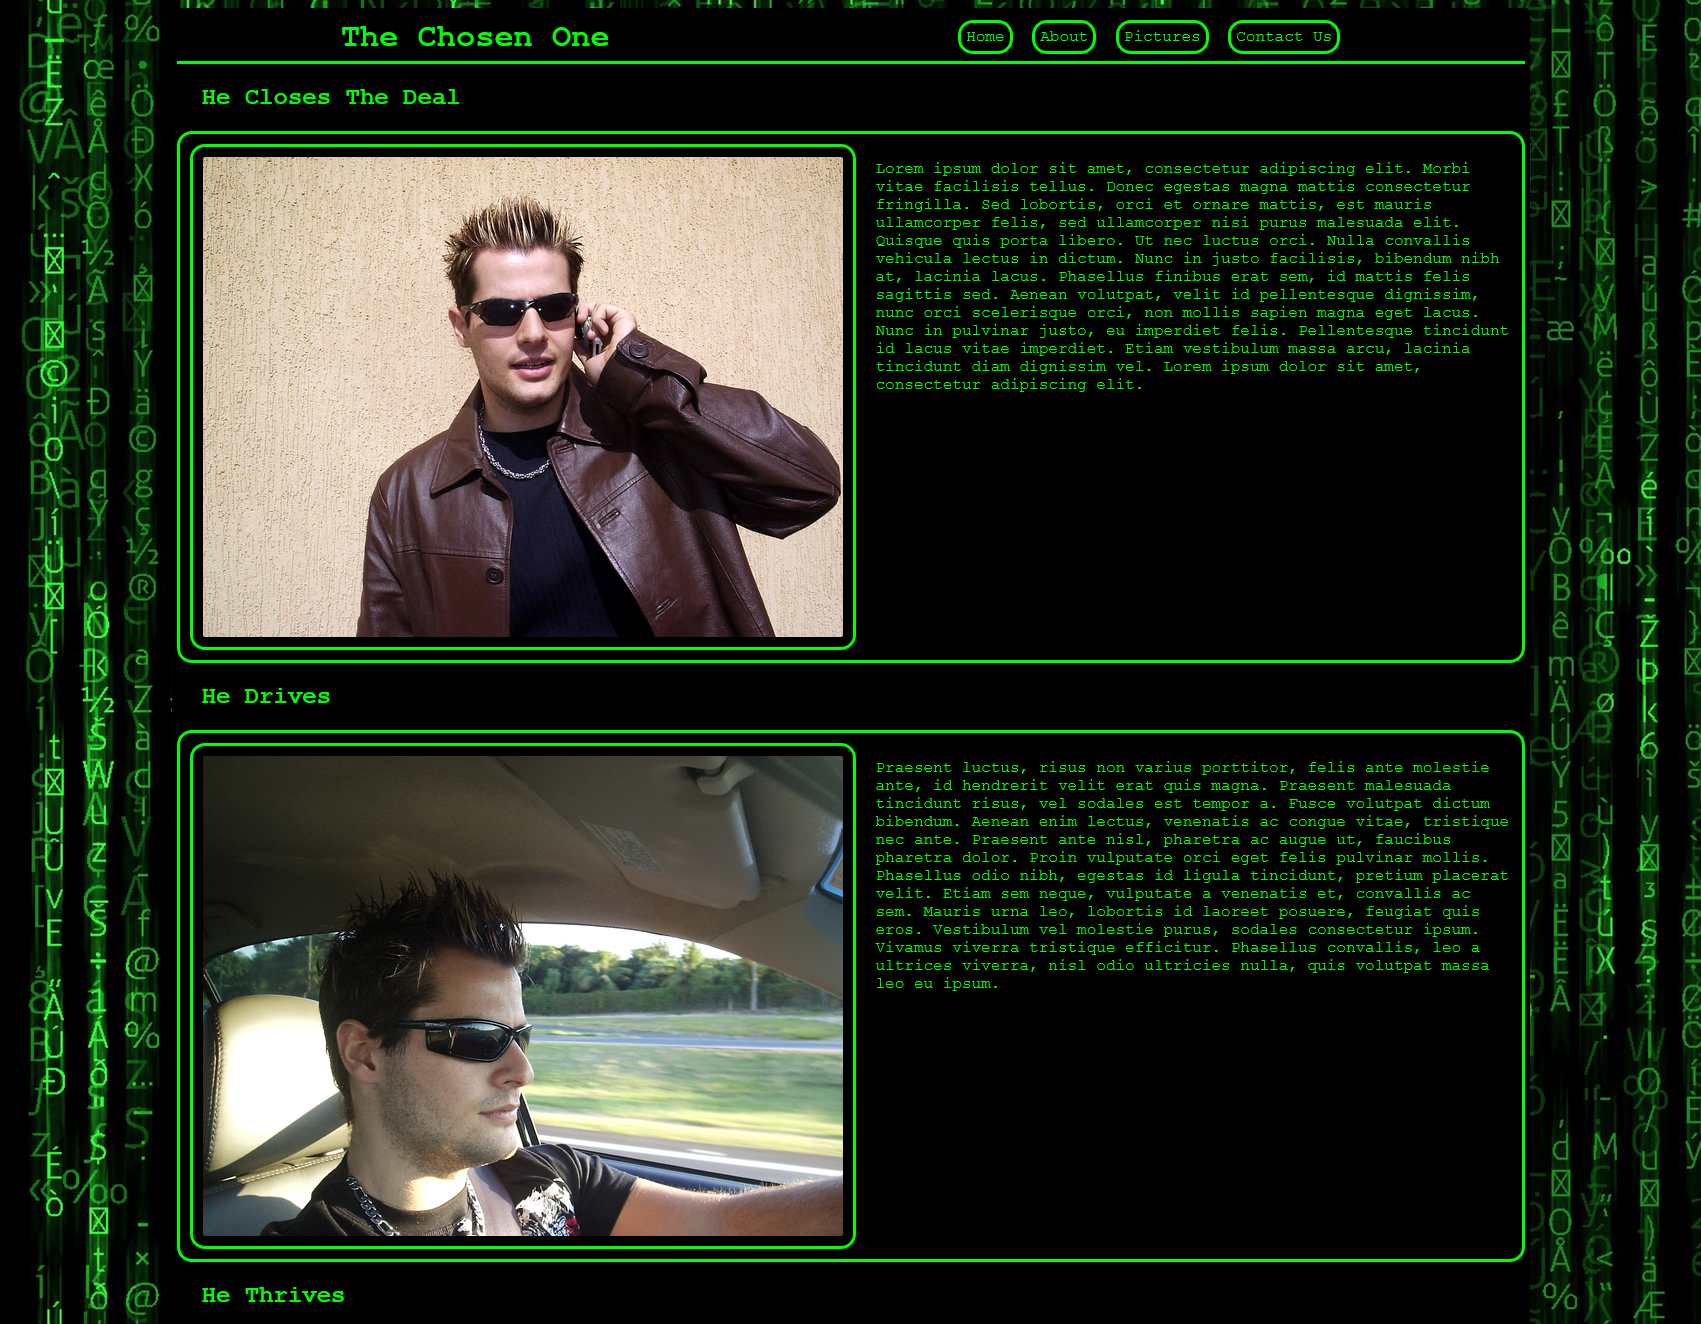 The Chosen One
Home About Pictures Contact Us
He Closes The Deal
Lorem ipsum dolor sit amet, consectetur adipiscing elit. Morbi
vitae facilisis tellus. Donec egestas magna mattis consectetur
fringilla. Sed lobortis, orci et ornare mattis, est mauris
ullamcorper felis, sed ullamcorper nisi purus malesuada elit.
Quisque quis porta libero. Ut nec luctus orci. Nulla convallis
vehicula lectus in dictum. Nunc in justo facilisis, bibendum nibh
at, lacinia lacus. Phasellus finibus erat sem, id mattis felis
sagittis sed. Aenean volutpat, velit id pellentesque dignissim,
nunc orci scelerisque orci, non mollis sapien magna eget lacus.
Nunc in pulvinar justo, eu imperdiet felis. Pellentesque tincidunt
id lacus vitae imperdiet. Etiam vestibulum massa arcu, lacinia
tincidunt diam dignissim vel. Lorem ipsum dolor sit amet,
consectetur adipiscing elit.
He Drives
Praesent luctus, risus non varius porttitor, felis ante molestie
ante, id hendrerit velit erat quis magna. Praesent malesuada
tincidunt risus, vel sodales est tempor a. Fusce volutpat dictum
bibendum. Aenean enim lectus, venenatis ac congue vitae, tristique
nec ante. Praesent ante nisl, pharetra ac augue ut, faucibus
pharetra dolor. Proin vulputate orci eget felis pulvinar mollis.
Phasellus odio nibh, egestas id ligula tincidunt, pretium placerat
velit. Etiam sem neque, vulputate a venenatis et, convallis ac
sem. Mauris urna leo, lobortis id laoreet posuere, feugiat quis
eros. Vestibulum vel molestie purus, sodales consectetur ipsum.
Vivamus viverra tristique efficitur. Phasellus convallis, leo a
ultrices viverra, nisl odio ultricies nulla, quis volutpat massa
leo eu ipsum.
He Thrives